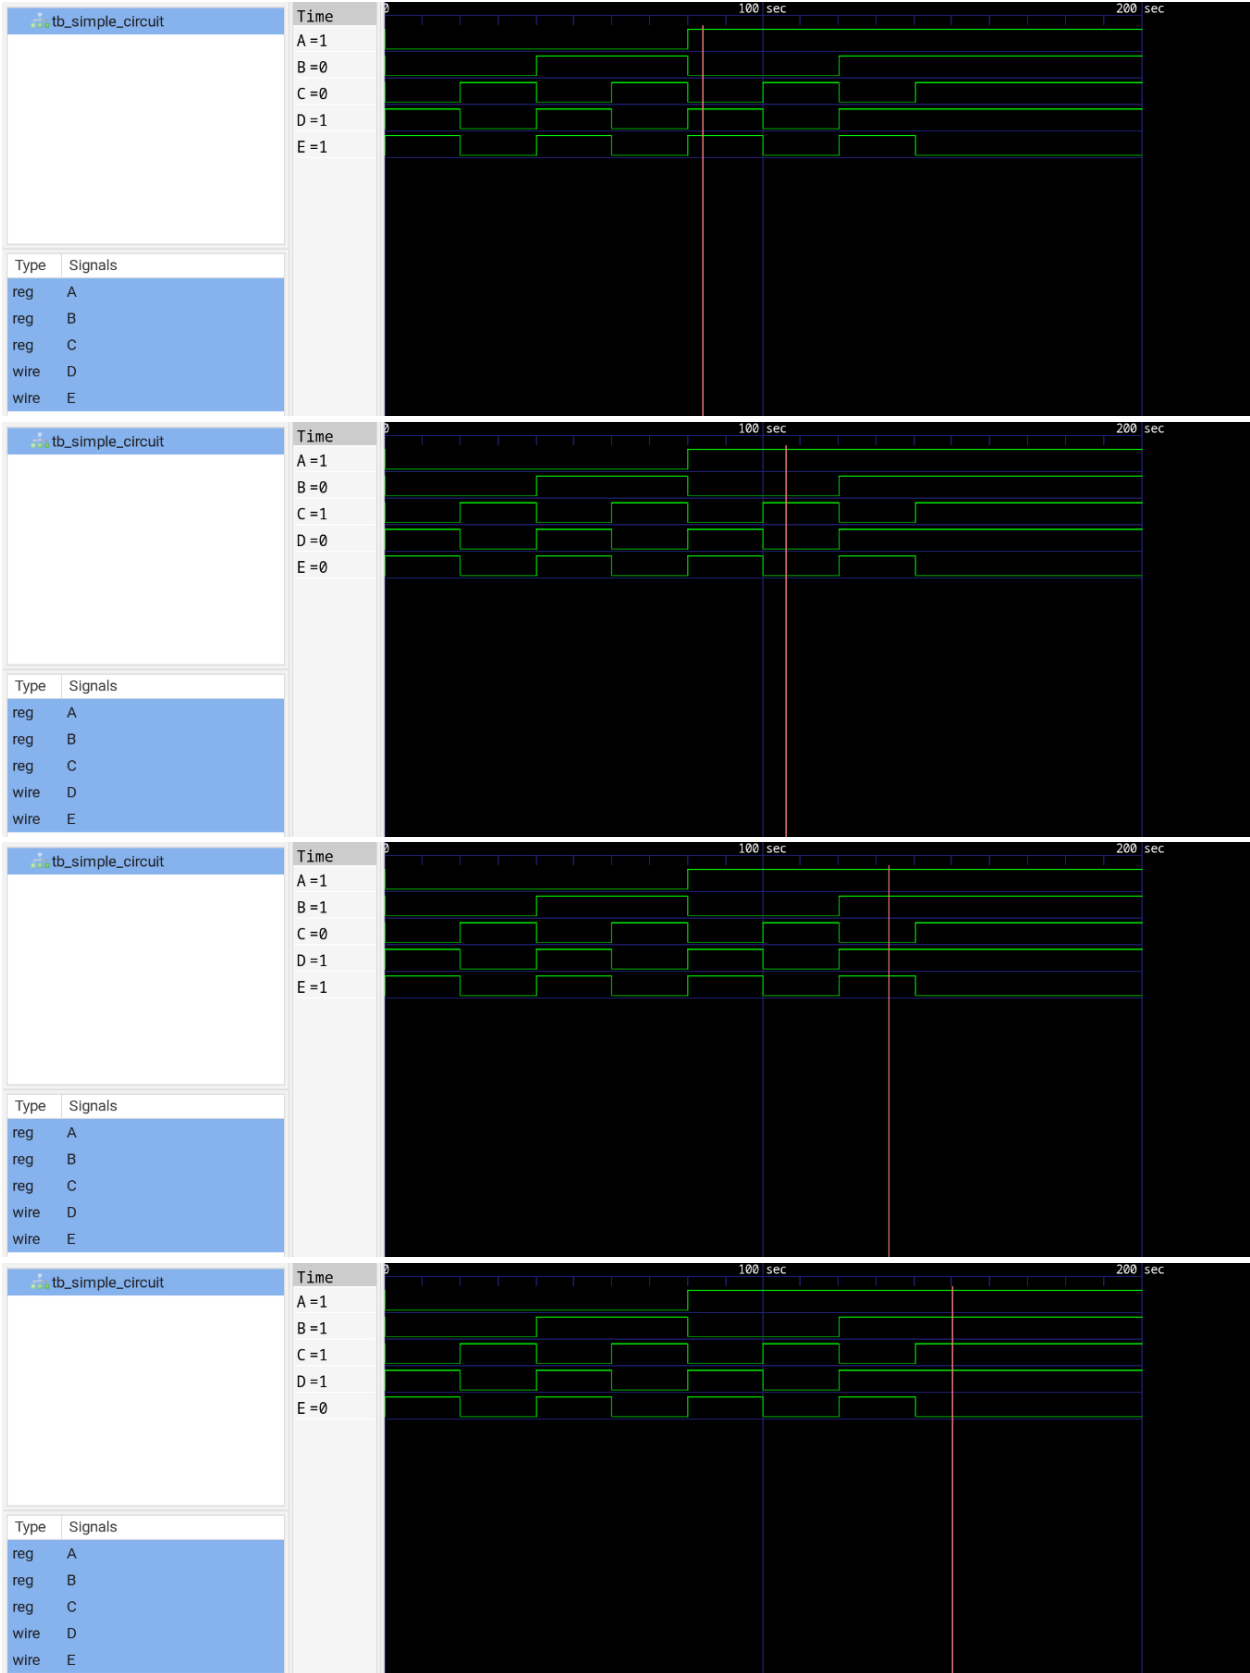 tb_simple_circuit
Time
0 100 sec 200 sec
A =1
B =0
C =0
D =1
E =1
Type Signals
reg A
reg B
reg C
wire D
wire E
tb_simple_circuit
Time
0 100 sec 200 sec
A =1
B =0
C =1
D =0
E =0
Type Signals
reg A
reg B
reg C
wire D
wire E
tb_simple_circuit
Time
0 100 sec 200 sec
A =1
B =1
C =0
D =1
E =1
Type Signals
reg A
reg B
reg C
wire D
wire E
tb_simple_circuit
Time
0 100 sec 200 sec
A =1
B =1
C =1
D =1
E =0
Type Signals
reg A
reg B
reg C
wire D
wire E